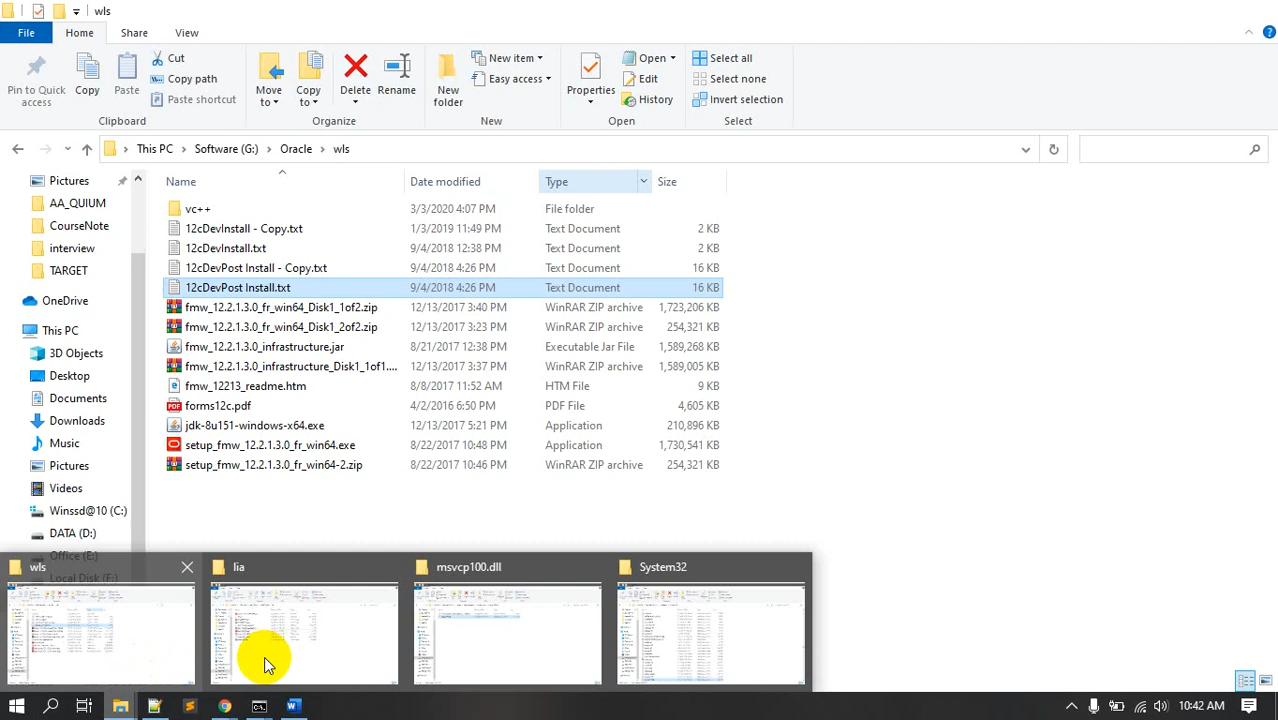 wls
File Home Share View
Pin to Quick access
Copy
Paste
Cut
Copy path
Paste shortcut
Clipboard
Move to
Copy to
Delete
Rename
Organize
New folder
New item
Easy access
New
Properties
Open
Edit
History
Open
Select all
Select none
Invert selection
Select
This PC Software (G:) Oracle wls
Name Date modified Type Size
Pictures
AA_QUIUM
CourseNote
interview
TARGET
OneDrive
This PC
3D Objects
Desktop
Documents
Downloads
Music
Pictures
Videos
Winssd@10 (C:)
DATA (D:)
Office (E:)
Local Disk (F:)
vc++ 3/3/2020 4:07 PM File folder
12cDevInstall - Copy.txt 1/3/2019 11:49 PM Text Document 2 KB
12cDevInstall.txt 9/4/2018 12:38 PM Text Document 2 KB
12cDevPost Install - Copy.txt 9/4/2018 4:26 PM Text Document 16 KB
12cDevPost Install.txt 9/4/2018 4:26 PM Text Document 16 KB
fmw_12.2.1.3.0_fr_win64_Disk1_1of2.zip 12/13/2017 3:40 PM WinRAR ZIP archive 1,723,206 KB
fmw_12.2.1.3.0_fr_win64_Disk1_2of2.zip 12/13/2017 3:23 PM WinRAR ZIP archive 254,321 KB
fmw_12.2.1.3.0_infrastructure.jar 8/21/2017 12:38 PM Executable Jar File 1,589,268 KB
fmw_12.2.1.3.0_infrastructure_Disk1_1of1.... 12/13/2017 3:37 PM WinRAR ZIP archive 1,589,005 KB
fmw_12213_readme.htm 8/8/2017 11:52 AM HTM File 9 KB
forms12c.pdf 4/2/2016 6:50 PM PDF File 4,605 KB
jdk-8u151-windows-x64.exe 12/13/2017 5:21 PM Application 210,896 KB
setup_fmw_12.2.1.3.0_fr_win64.exe 8/22/2017 10:48 PM Application 1,730,541 KB
setup_fmw_12.2.1.3.0_fr_win64-2.zip 8/22/2017 10:46 PM WinRAR ZIP archive 254,321 KB
wls lia msvcp100.dll System32
10:42 AM